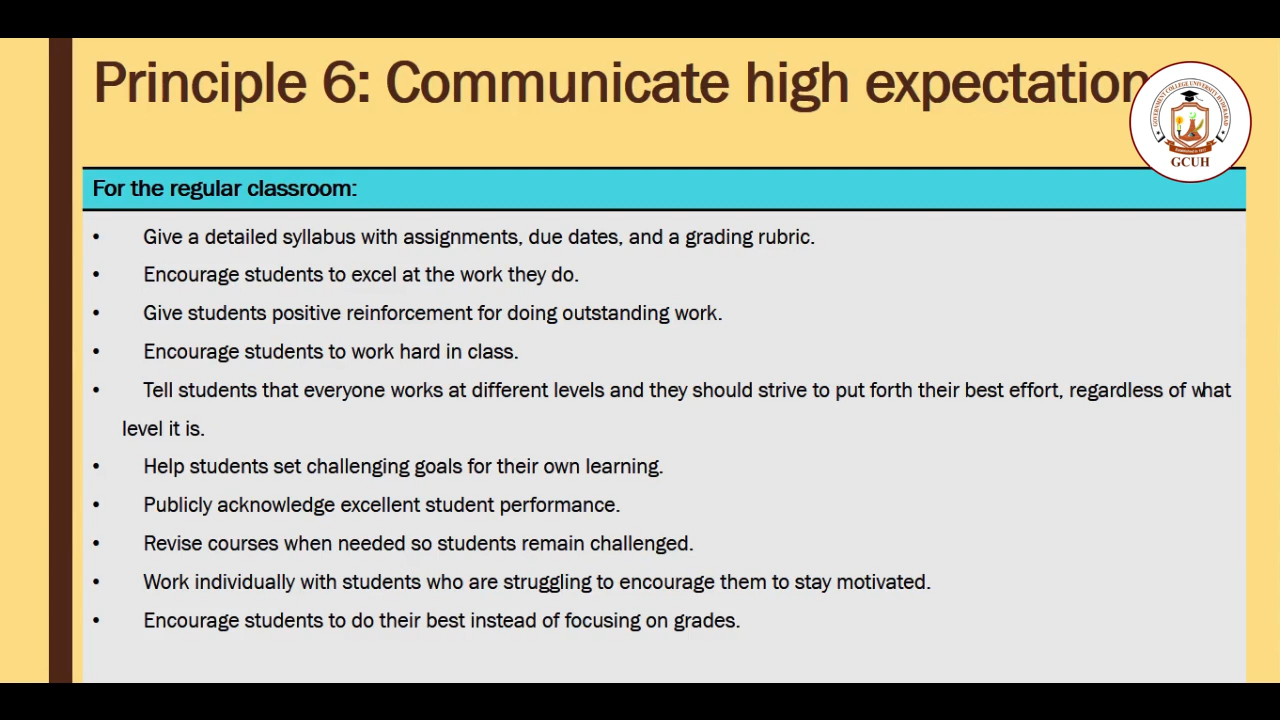 Principle 6: Communicate high expectation
GOVERNMENT COLLEGE UNIVERSITY HYDERABAD
GCUH
For the regular classroom:
• Give a detailed syllabus with assignments, due dates, and a grading rubric.
• Encourage students to excel at the work they do.
• Give students positive reinforcement for doing outstanding work.
• Encourage students to work hard in class.
• Tell students that everyone works at different levels and they should strive to put forth their best effort, regardless of what
level it is.
• Help students set challenging goals for their own learning.
• Publicly acknowledge excellent student performance.
• Revise courses when needed so students remain challenged.
• Work individually with students who are struggling to encourage them to stay motivated.
• Encourage students to do their best instead of focusing on grades.